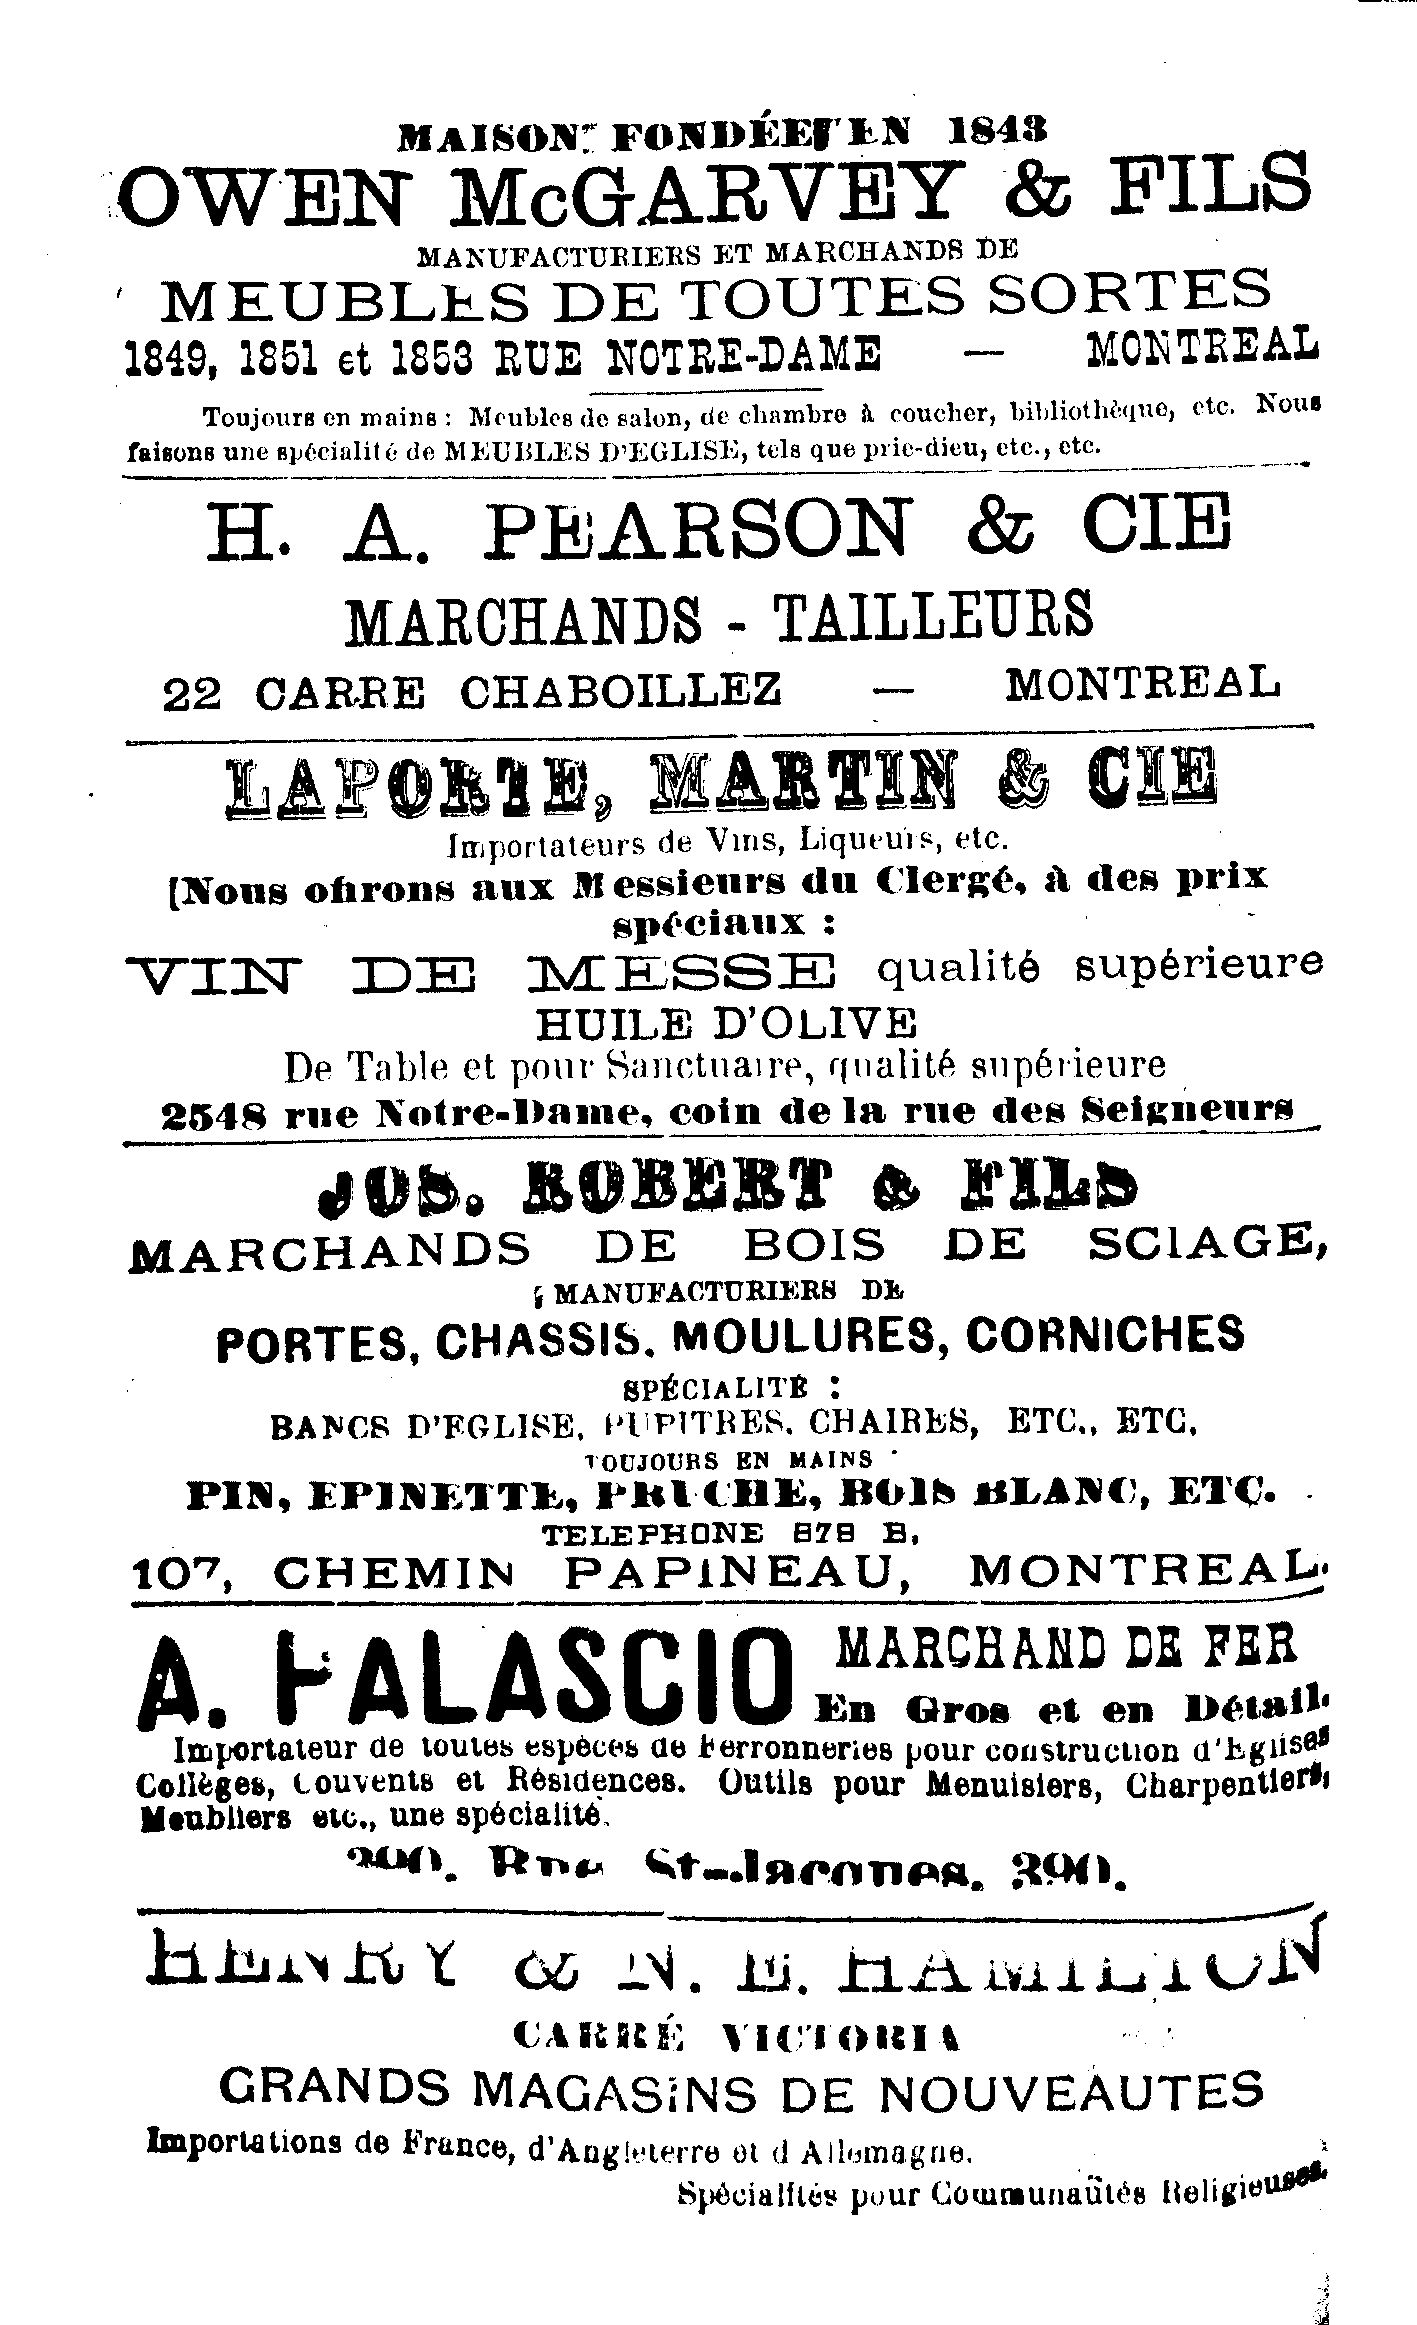 MAISON FONDÉE EN 1843
OWEN McGARVEY & FILS
MANUFACTURIERS ET MARCHANDS DE
MEUBLES DE TOUTES SORTES
1849, 1851 et 1853 RUE NOTRE-DAME — MONTREAL
Toujours en mains : Meubles de salon, de chambre à coucher, bibliothèque, etc. Nous
faisons une spécialité de MEUBLES D'EGLISE, tels que prie-dieu, etc., etc.
H. A. PEARSON & CIE
MARCHANDS - TAILLEURS
22 CARRE CHABOILLEZ — MONTREAL
LAPORTE, MARTIN & CIE
Importateurs de Vins, Liqueurs, etc.
Nous offrons aux Messieurs du Clergé, à des prix
spéciaux :
VIN DE MESSE qualité supérieure
HUILE D'OLIVE
De Table et pour Sanctuaire, qualité supérieure
2548 rue Notre-Dame, coin de la rue des Seigneurs
JOS. ROBERT & FILS
MARCHANDS DE BOIS DE SCIAGE,
MANUFACTURIERS DE
PORTES, CHASSIS, MOULURES, CORNICHES
SPÉCIALITÉ :
BANCS D'EGLISE, PUPITRES, CHAIRES, ETC., ETC,
TOUJOURS EN MAINS
PIN, EPINETTE, PRUCHE, BOIS BLANC, ETC.
TELEPHONE 878 B,
107, CHEMIN PAPINEAU, MONTREAL.
A. PALASCIO MARCHAND DE FER
En Gros et en Détail.
Importateur de toutes espèces de Ferronneries pour construction d'Eglises
Collèges, Couvents et Résidences. Outils pour Menuisiers, Charpentiers,
Meubliers etc., une spécialité.
390, Rue St-Jacques, 390.
HENRY & N. E. HAMILTON
CARRÉ VICTORIA
GRANDS MAGASINS DE NOUVEAUTES
Importations de France, d'Angleterre et d'Allemagne.
Spécialités pour Communaûtés Religieuses.